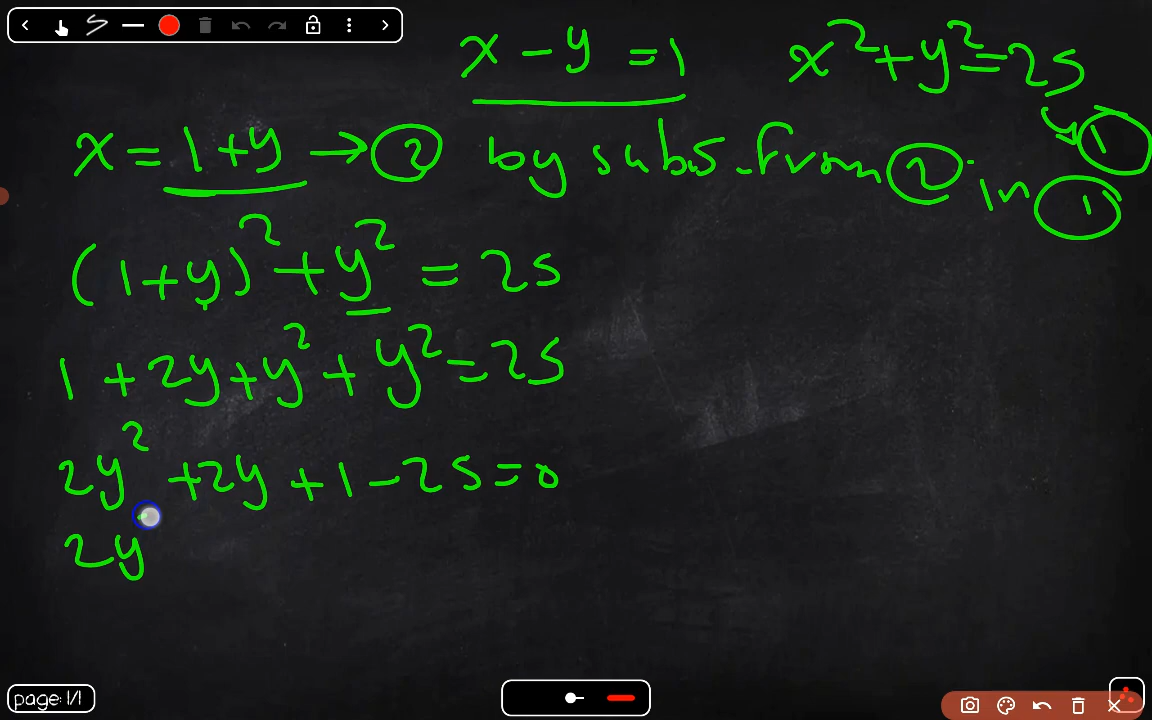 x - y = 1 x² + y² = 25 → ①
x = 1 + y → ② by subs. from ② in ①
(1 + y)² + y² = 25
1 + 2y + y² + y² = 25
2y² + 2y + 1 - 25 = 0
2y
page: 1/1